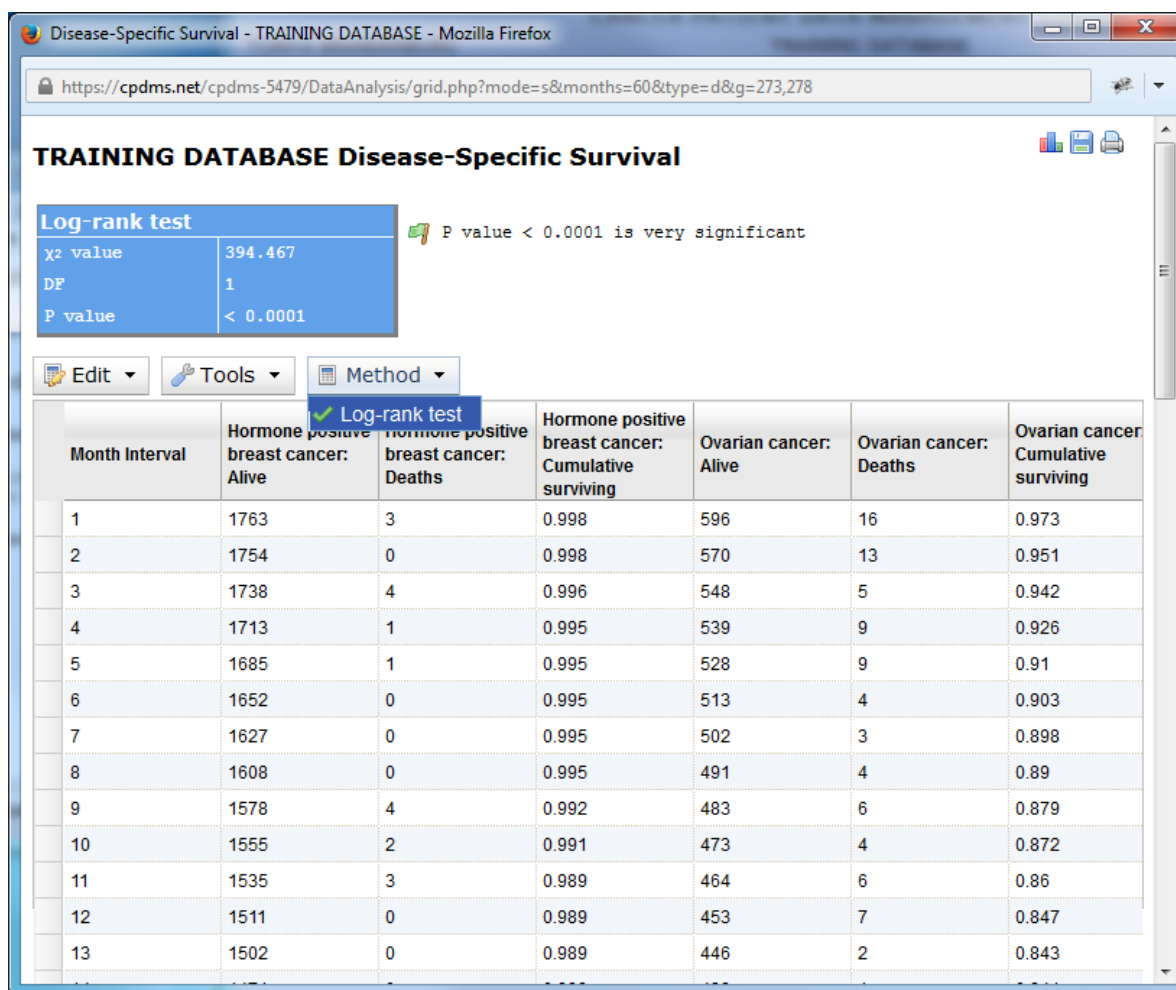 Disease-Specific Survival - TRAINING DATABASE - Mozilla Firefox
https://cpdms.net/cpdms-5479/DataAnalysis/grid.php?mode=s&months=60&type=d&g=273,278
TRAINING DATABASE Disease-Specific Survival
Log-rank test
χ2 value 394.467
DF 1
P value < 0.0001
P value < 0.0001 is very significant
Edit Tools Method
Log-rank test
Month Interval
Hormone positive
breast cancer:
Alive
Hormone positive
breast cancer:
Deaths
Hormone positive
breast cancer:
Cumulative
surviving
Ovarian cancer:
Alive
Ovarian cancer:
Deaths
Ovarian cancer:
Cumulative
surviving
1 1763 3 0.998 596 16 0.973
2 1754 0 0.998 570 13 0.951
3 1738 4 0.996 548 5 0.942
4 1713 1 0.995 539 9 0.926
5 1685 1 0.995 528 9 0.91
6 1652 0 0.995 513 4 0.903
7 1627 0 0.995 502 3 0.898
8 1608 0 0.995 491 4 0.89
9 1578 4 0.992 483 6 0.879
10 1555 2 0.991 473 4 0.872
11 1535 3 0.989 464 6 0.86
12 1511 0 0.989 453 7 0.847
13 1502 0 0.989 446 2 0.843